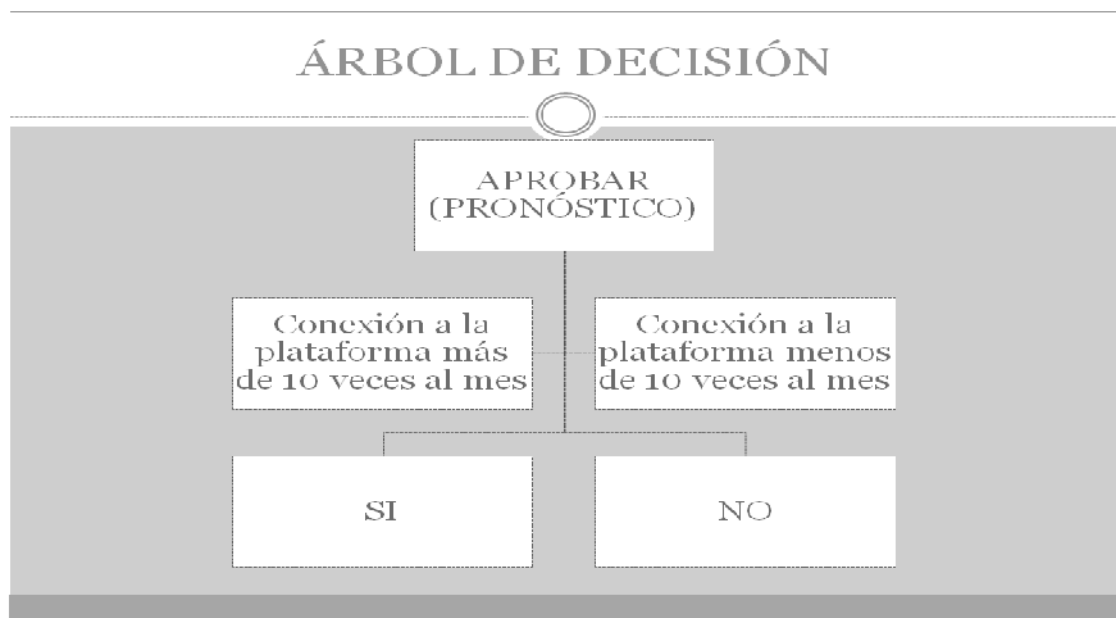 ÁRBOL DE DECISIÓN
APROBAR
(PRONÓSTICO)
Conexión a la
plataforma más
de 10 veces al mes
Conexión a la
plataforma menos
de 10 veces al mes
SI
NO